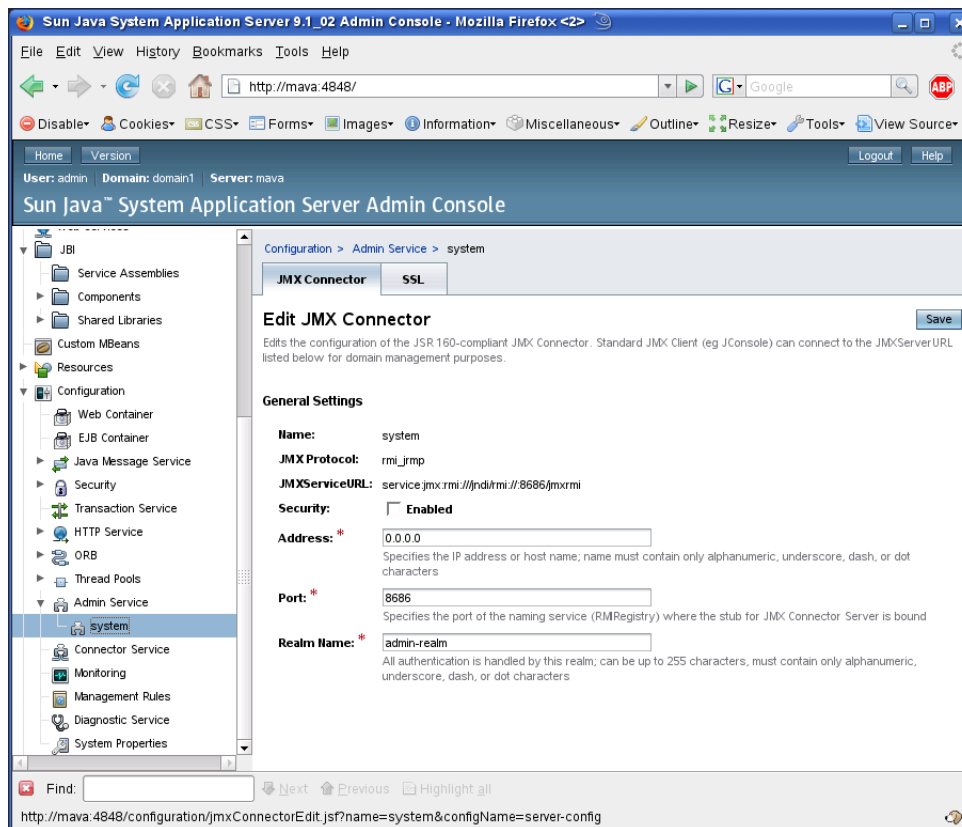 Sun Java System Application Server 9.1_02 Admin Console - Mozilla Firefox <2>
File Edit View History Bookmarks Tools Help
http://mava:4848/
G Google
ABP
Disable Cookies CSS Forms Images Information Miscellaneous Outline Resize Tools View Source
Home Version Logout Help
User: admin Domain: domain1 Server: mava
Sun Java™ System Application Server Admin Console
JBI
Service Assemblies
Components
Shared Libraries
Custom MBeans
Resources
Configuration
Web Container
EJB Container
Java Message Service
Security
Transaction Service
HTTP Service
ORB
Thread Pools
Admin Service
system
Connector Service
Monitoring
Management Rules
Diagnostic Service
System Properties
Configuration > Admin Service > system
JMX Connector SSL
Edit JMX Connector
Save
Edits the configuration of the JSR 160-compliant JMX Connector. Standard JMX Client (eg JConsole) can connect to the JMXServerURL
listed below for domain management purposes.
General Settings
Name: system
JMX Protocol: rmi_jrmp
JMXServiceURL: service:jmx:rmi:///jndi/rmi://:8686/jmxrmi
Security: Enabled
Address: * 0.0.0.0
Specifies the IP address or host name; name must contain only alphanumeric, underscore, dash, or dot
characters
Port: * 8686
Specifies the port of the naming service (RMIRegistry) where the stub for JMX Connector Server is bound
Realm Name: * admin-realm
All authentication is handled by this realm; can be up to 255 characters, must contain only alphanumeric,
underscore, dash, or dot characters
Find: Next Previous Highlight all
http://mava:4848/configuration/jmxConnectorEdit.jsf?name=system&configName=server-config